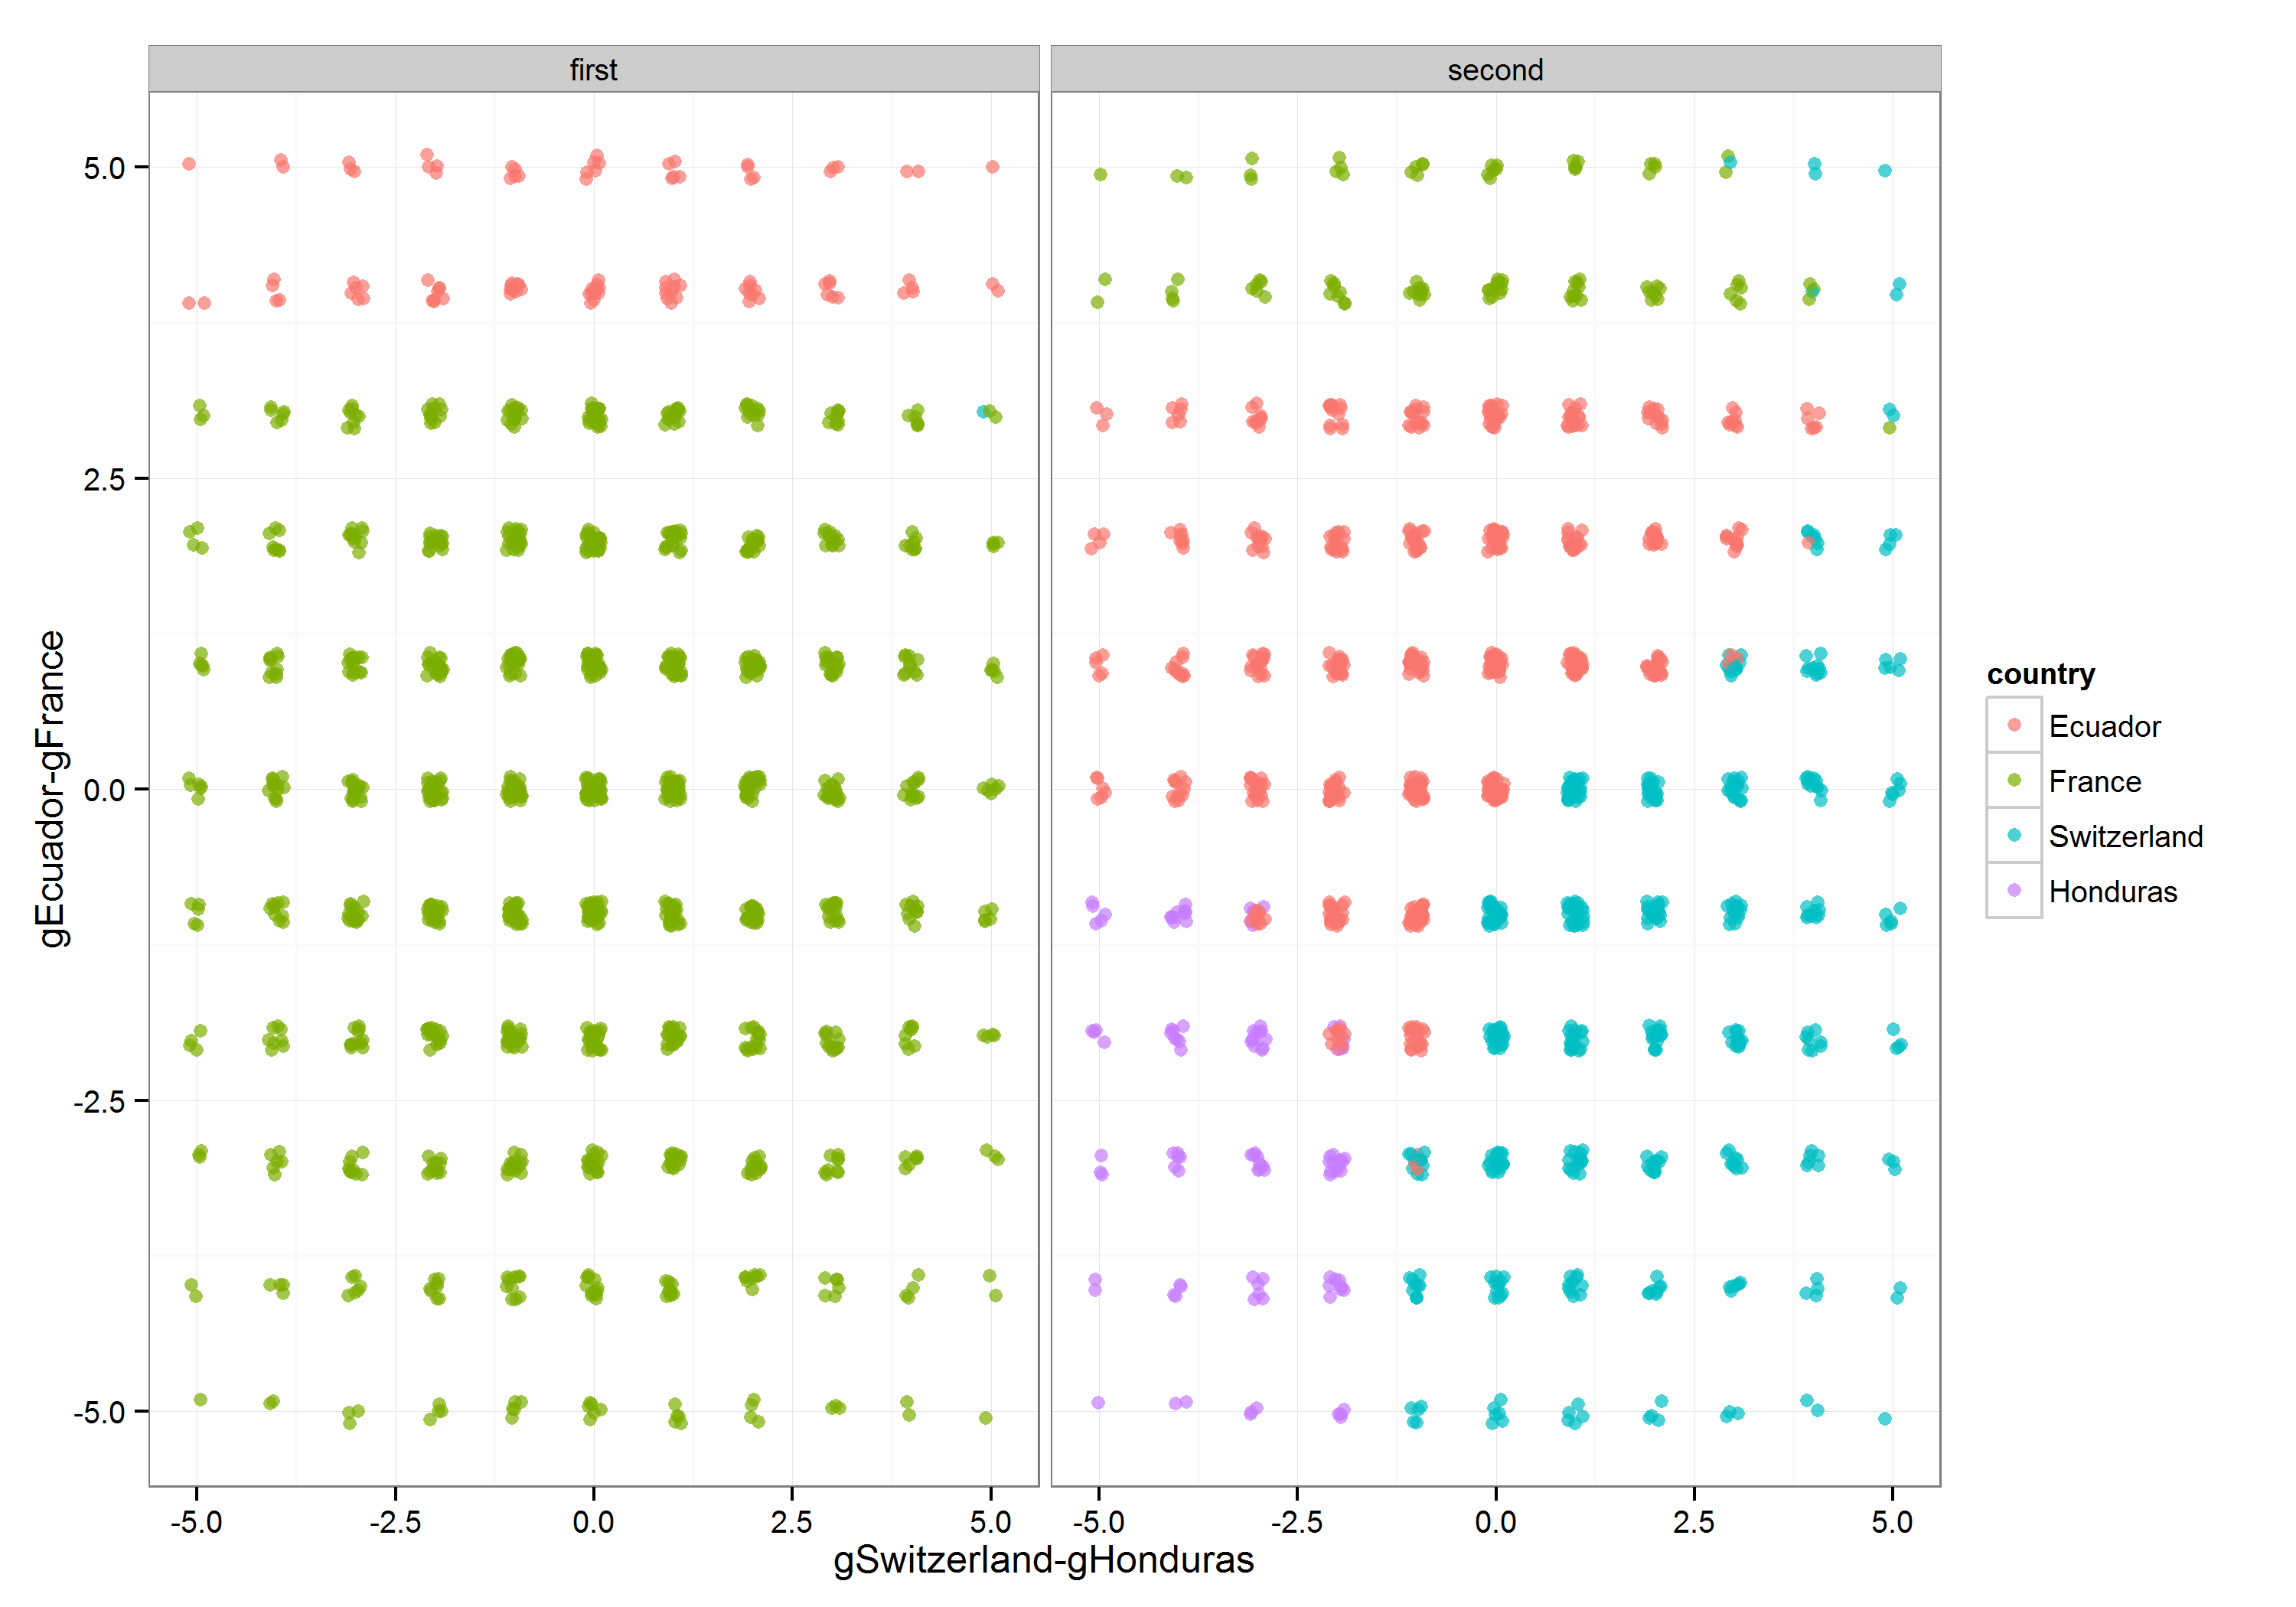 first
second
5.0
2.5
0.0
-2.5
-5.0
gEcuador-gFrance
-5.0
-2.5
0.0
2.5
5.0
-5.0
-2.5
0.0
2.5
5.0
gSwitzerland-gHonduras
country
Ecuador
France
Switzerland
Honduras